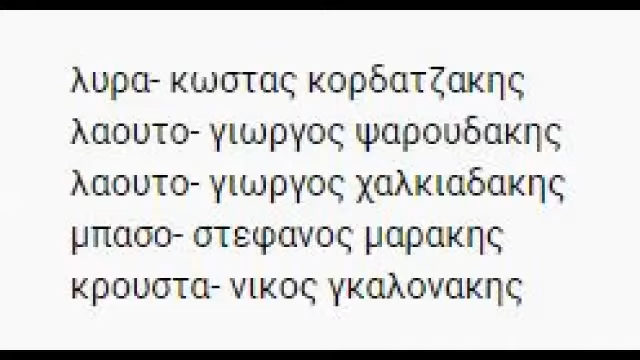 λυρα- κωστας κορδατζακης
λαουτο- γιωργος ψαρουδακης
λαουτο- γιωργος χαλκιαδακης
μπασο- στεφανος μαρακης
κρουστα- νικος γκαλονακης